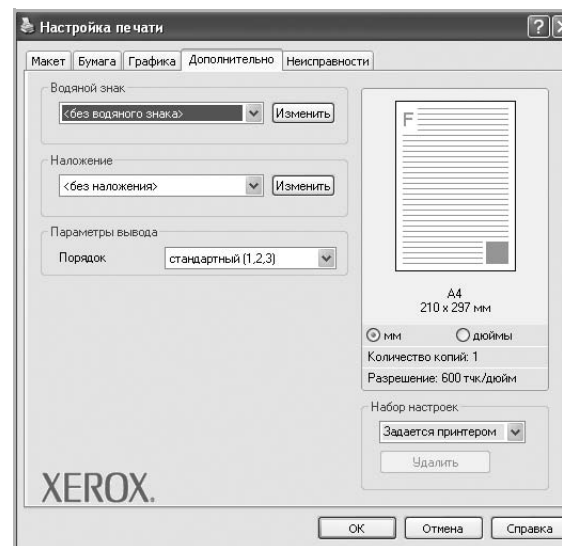 Настройка печати
Макет Бумага Графика Дополнительно Неисправности
Водяной знак
<без водяного знака> Изменить
Наложение
<без наложения> Изменить
Параметры вывода
Порядок стандартный (1,2,3)
F
A4
210 x 297 мм
мм дюймы
Количество копий: 1
Разрешение: 600 тчк/дюйм
Набор настроек
Задается принтером
Удалить
XEROX.
OK Отмена Справка